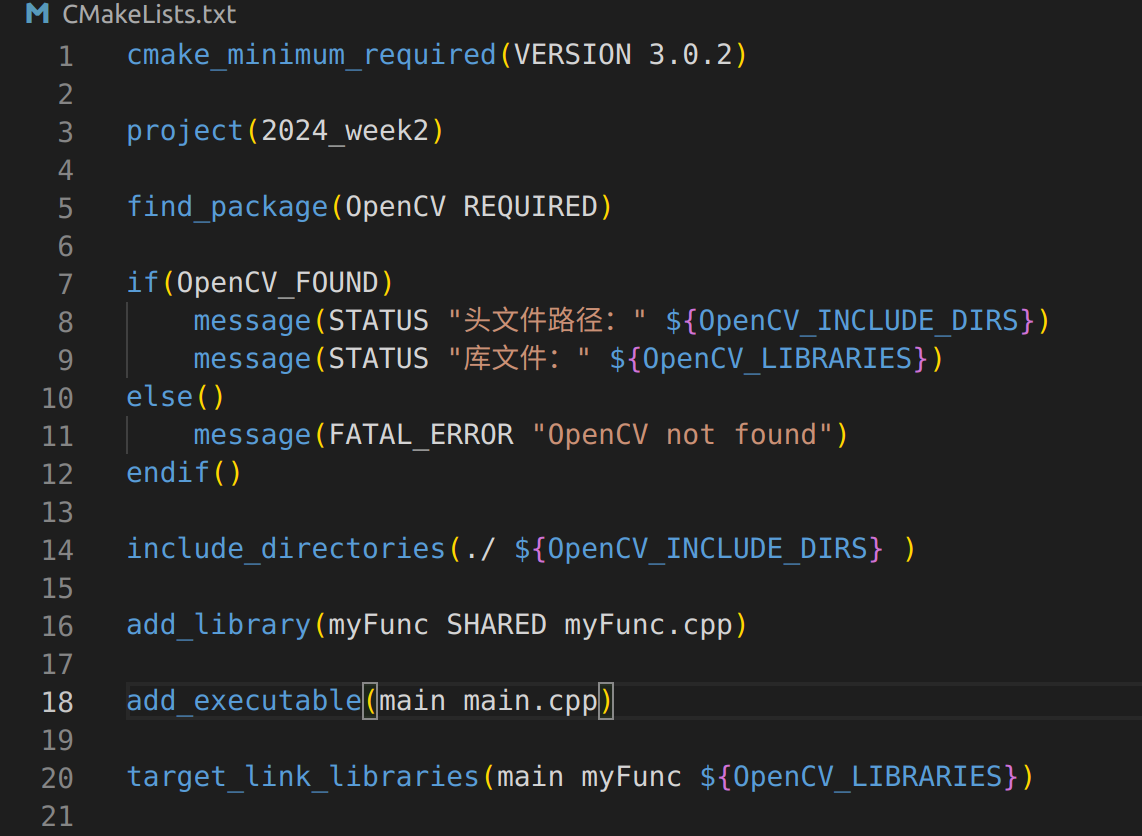 M CMakeLists.txt
1 cmake_minimum_required(VERSION 3.0.2)
2
3 project(2024_week2)
4
5 find_package(OpenCV REQUIRED)
6
7 if(OpenCV_FOUND)
8     message(STATUS "头文件路径：" ${OpenCV_INCLUDE_DIRS})
9     message(STATUS "库文件：" ${OpenCV_LIBRARIES})
10 else()
11     message(FATAL_ERROR "OpenCV not found")
12 endif()
13
14 include_directories(./ ${OpenCV_INCLUDE_DIRS} )
15
16 add_library(myFunc SHARED myFunc.cpp)
17
18 add_executable(main main.cpp)
19
20 target_link_libraries(main myFunc ${OpenCV_LIBRARIES})
21